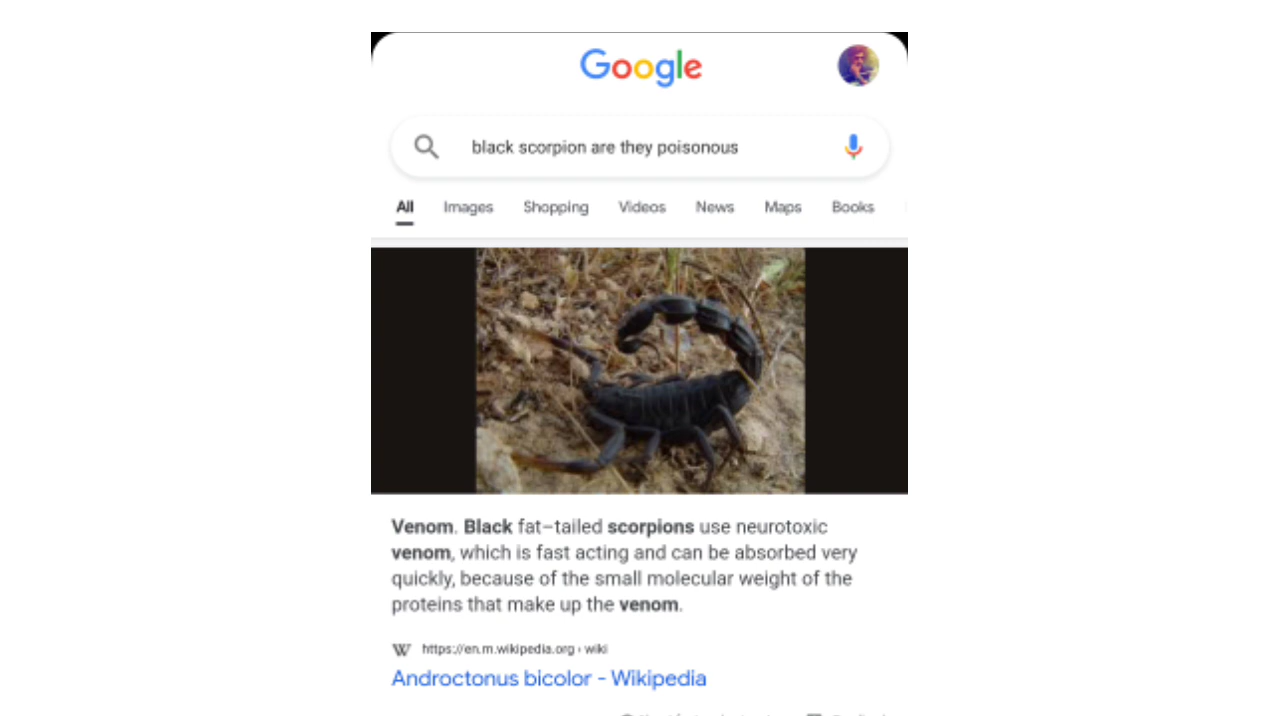 Google
black scorpion are they poisonous
All Images Shopping Videos News Maps Books
Venom. Black fat–tailed scorpions use neurotoxic
venom, which is fast acting and can be absorbed very
quickly, because of the small molecular weight of the
proteins that make up the venom.
W https://en.m.wikipedia.org › wiki
Androctonus bicolor - Wikipedia